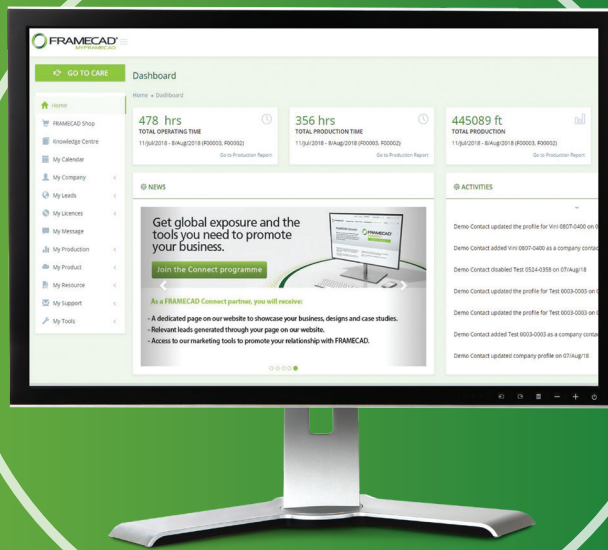 FRAMECAD
MYFRAMECAD
GO TO CARE
Dashboard
Home Dashboard
Home
FRAMECAD Shop
Knowledge Centre
My Calendar
My Company
My Leads
My Licences
My Message
My Production
My Product
My Resource
My Support
My Tools
478 hrs
TOTAL OPERATING TIME
11/Jul/2018 - 8/Aug/2018 (F00003, F00002)
Go to Production Report
356 hrs
TOTAL PRODUCTION TIME
11/Jul/2018 - 8/Aug/2018 (F00003, F00002)
Go to Production Report
445089 ft
TOTAL PRODUCTION
11/Jul/2018 - 8/Aug/2018 (F00003, F00002)
Go to Production Report
NEWS
Get global exposure and the
tools you need to promote
your business.
Join the Connect programme
FRAMECAD
As a FRAMECAD Connect partner, you will receive:
- A dedicated page on our website to showcase your business, designs and case studies.
- Relevant leads generated through your page on our website.
- Access to our marketing tools to promote your relationship with FRAMECAD.
ACTIVITIES
Demo Contact updated the profile for Vini 0807-0400 on 0
Demo Contact added Vini 0807-0400 as a company contac
Demo Contact disabled Test 0524-0358 on 07/Aug/18
Demo Contact updated the profile for Test 0003-0003 on
Demo Contact updated the profile for Test 0003-0003 on
Demo Contact added Test 0003-0003 as a company conta
Demo Contact updated company profile on 07/Aug/18